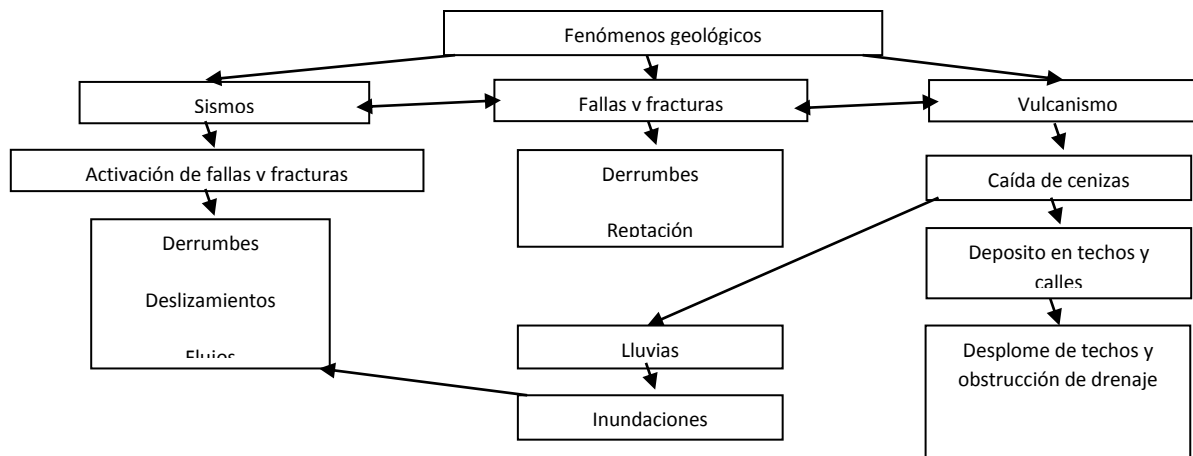 Fenómenos geológicos
Sismos
Fallas y fracturas
Vulcanismo
Activación de fallas y fracturas
Derrumbes
Reptación
Caída de cenizas
Derrumbes
Deslizamientos
Flujos
Deposito en techos y
calles
Lluvias
Desplome de techos y
obstrucción de drenaje
Inundaciones